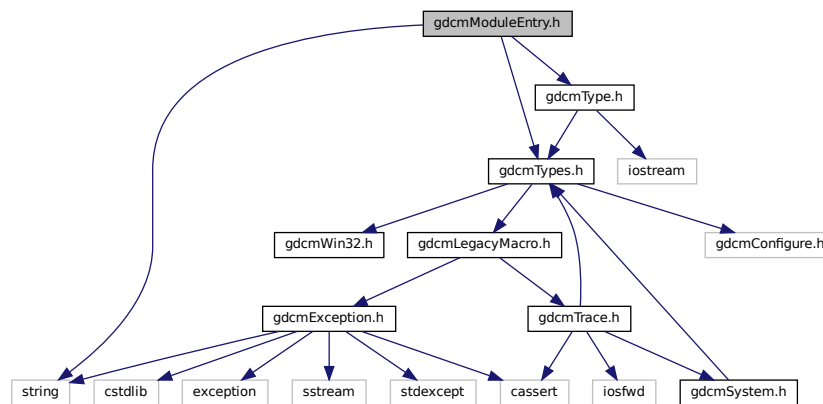 gdcmModuleEntry.h
gdcmType.h
gdcmTypes.h
iostream
gdcmWin32.h
gdcmLegacyMacro.h
gdcmConfigure.h
gdcmException.h
gdcmTrace.h
string
cstdlib
exception
sstream
stdexcept
cassert
iosfwd
gdcmSystem.h